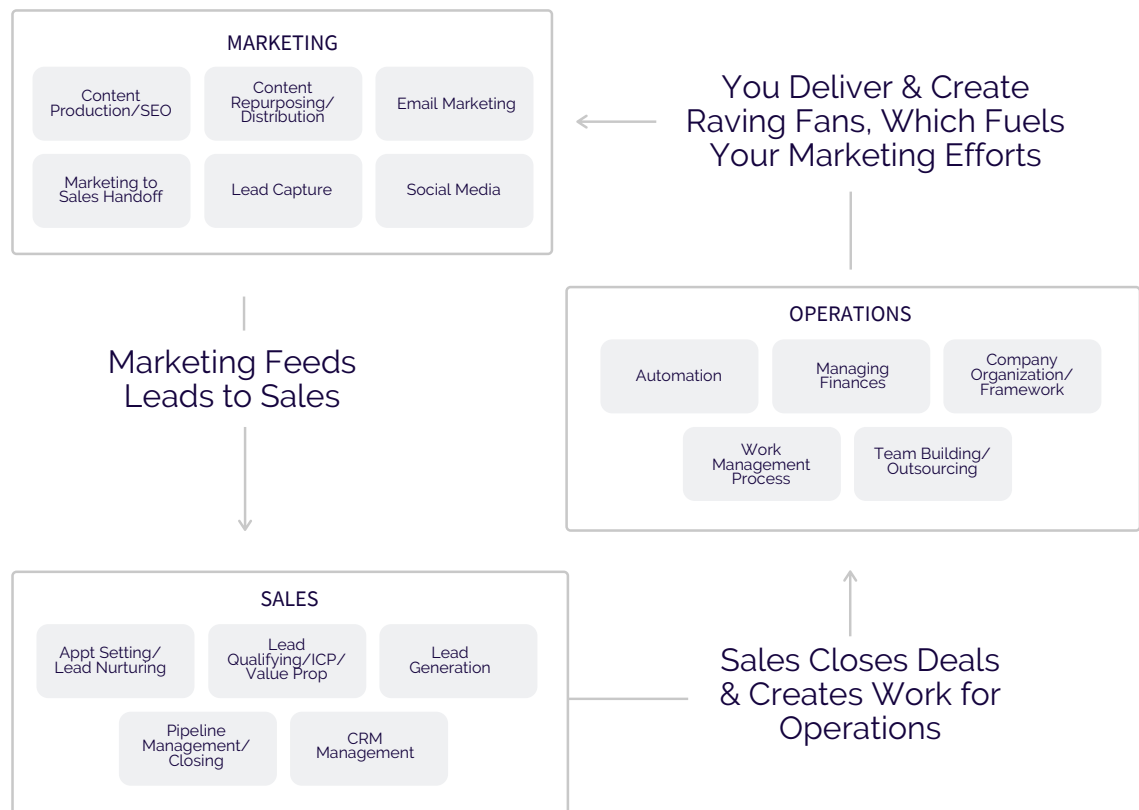 MARKETING
Content
Production/SEO
Content
Repurposing/
Distribution
Email Marketing
Marketing to
Sales Handoff
Lead Capture
Social Media
You Deliver & Create
Raving Fans, Which Fuels
Your Marketing Efforts
Marketing Feeds
Leads to Sales
OPERATIONS
Automation
Managing
Finances
Company
Organization/
Framework
Work
Management
Process
Team Building/
Outsourcing
SALES
Appt Setting/
Lead Nurturing
Lead
Qualifying/ICP/
Value Prop
Lead
Generation
Pipeline
Management/
Closing
CRM
Management
Sales Closes Deals
& Creates Work for
Operations